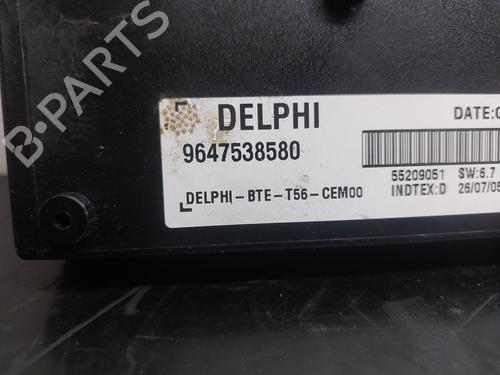 B-PARTS
DELPHI
DATE:
9647538580
55209051 SW:6.7
INDTEX:D 26/07/05
DELPHI-BTE-T56-CEM00